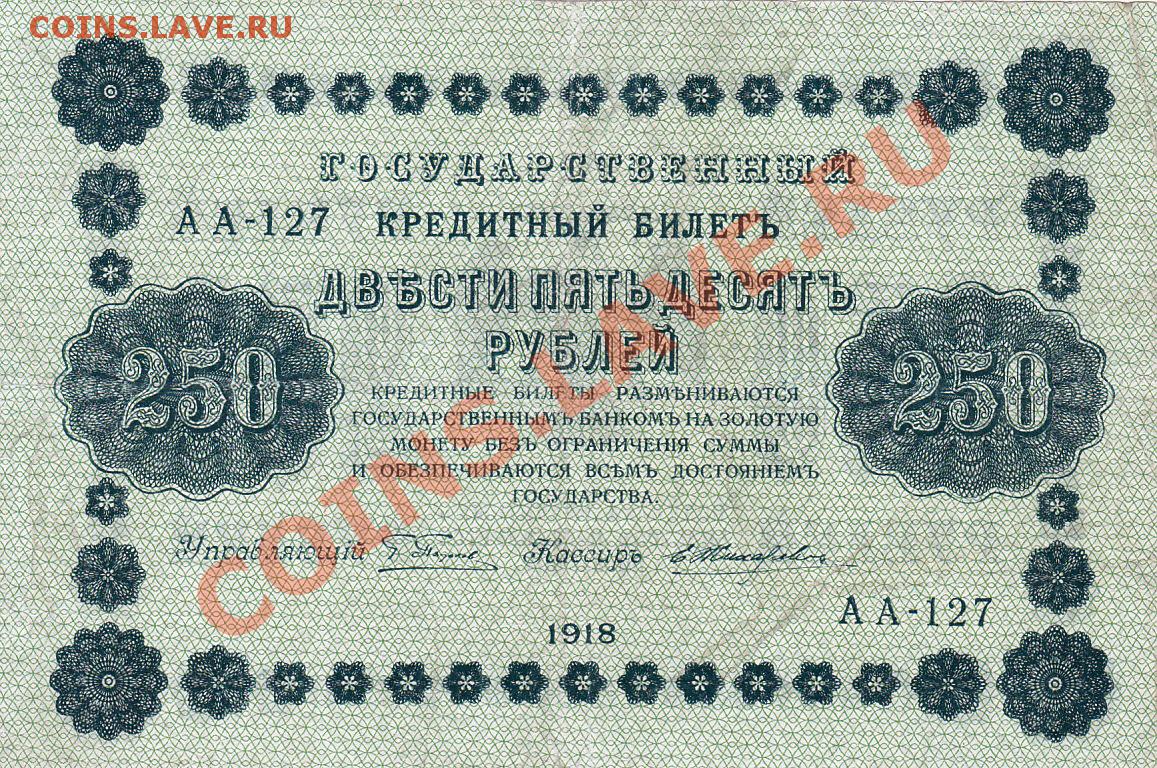 COINS.LAVE.RU
ГОСУДАРСТВЕННЫЙ
АА-127 КРЕДИТНЫЙ БИЛЕТЪ
ДВѢСТИ ПЯТЬДЕСЯТЪ
РУБЛЕЙ
250 250
КРЕДИТНЫЕ БИЛЕТЫ РАЗМѢНИВАЮТСЯ
ГОСУДАРСТВЕННЫМЪ БАНКОМЪ НА ЗОЛОТУЮ
МОНЕТУ БЕЗЪ ОГРАНИЧЕНІЯ СУММЫ
И ОБЕЗПЕЧИВАЮТСЯ ВСѢМЪ ДОСТОЯНІЕМЪ
ГОСУДАРСТВА.
Управляющій Кассиръ
АА-127
1918
COINS.LAVE.RU